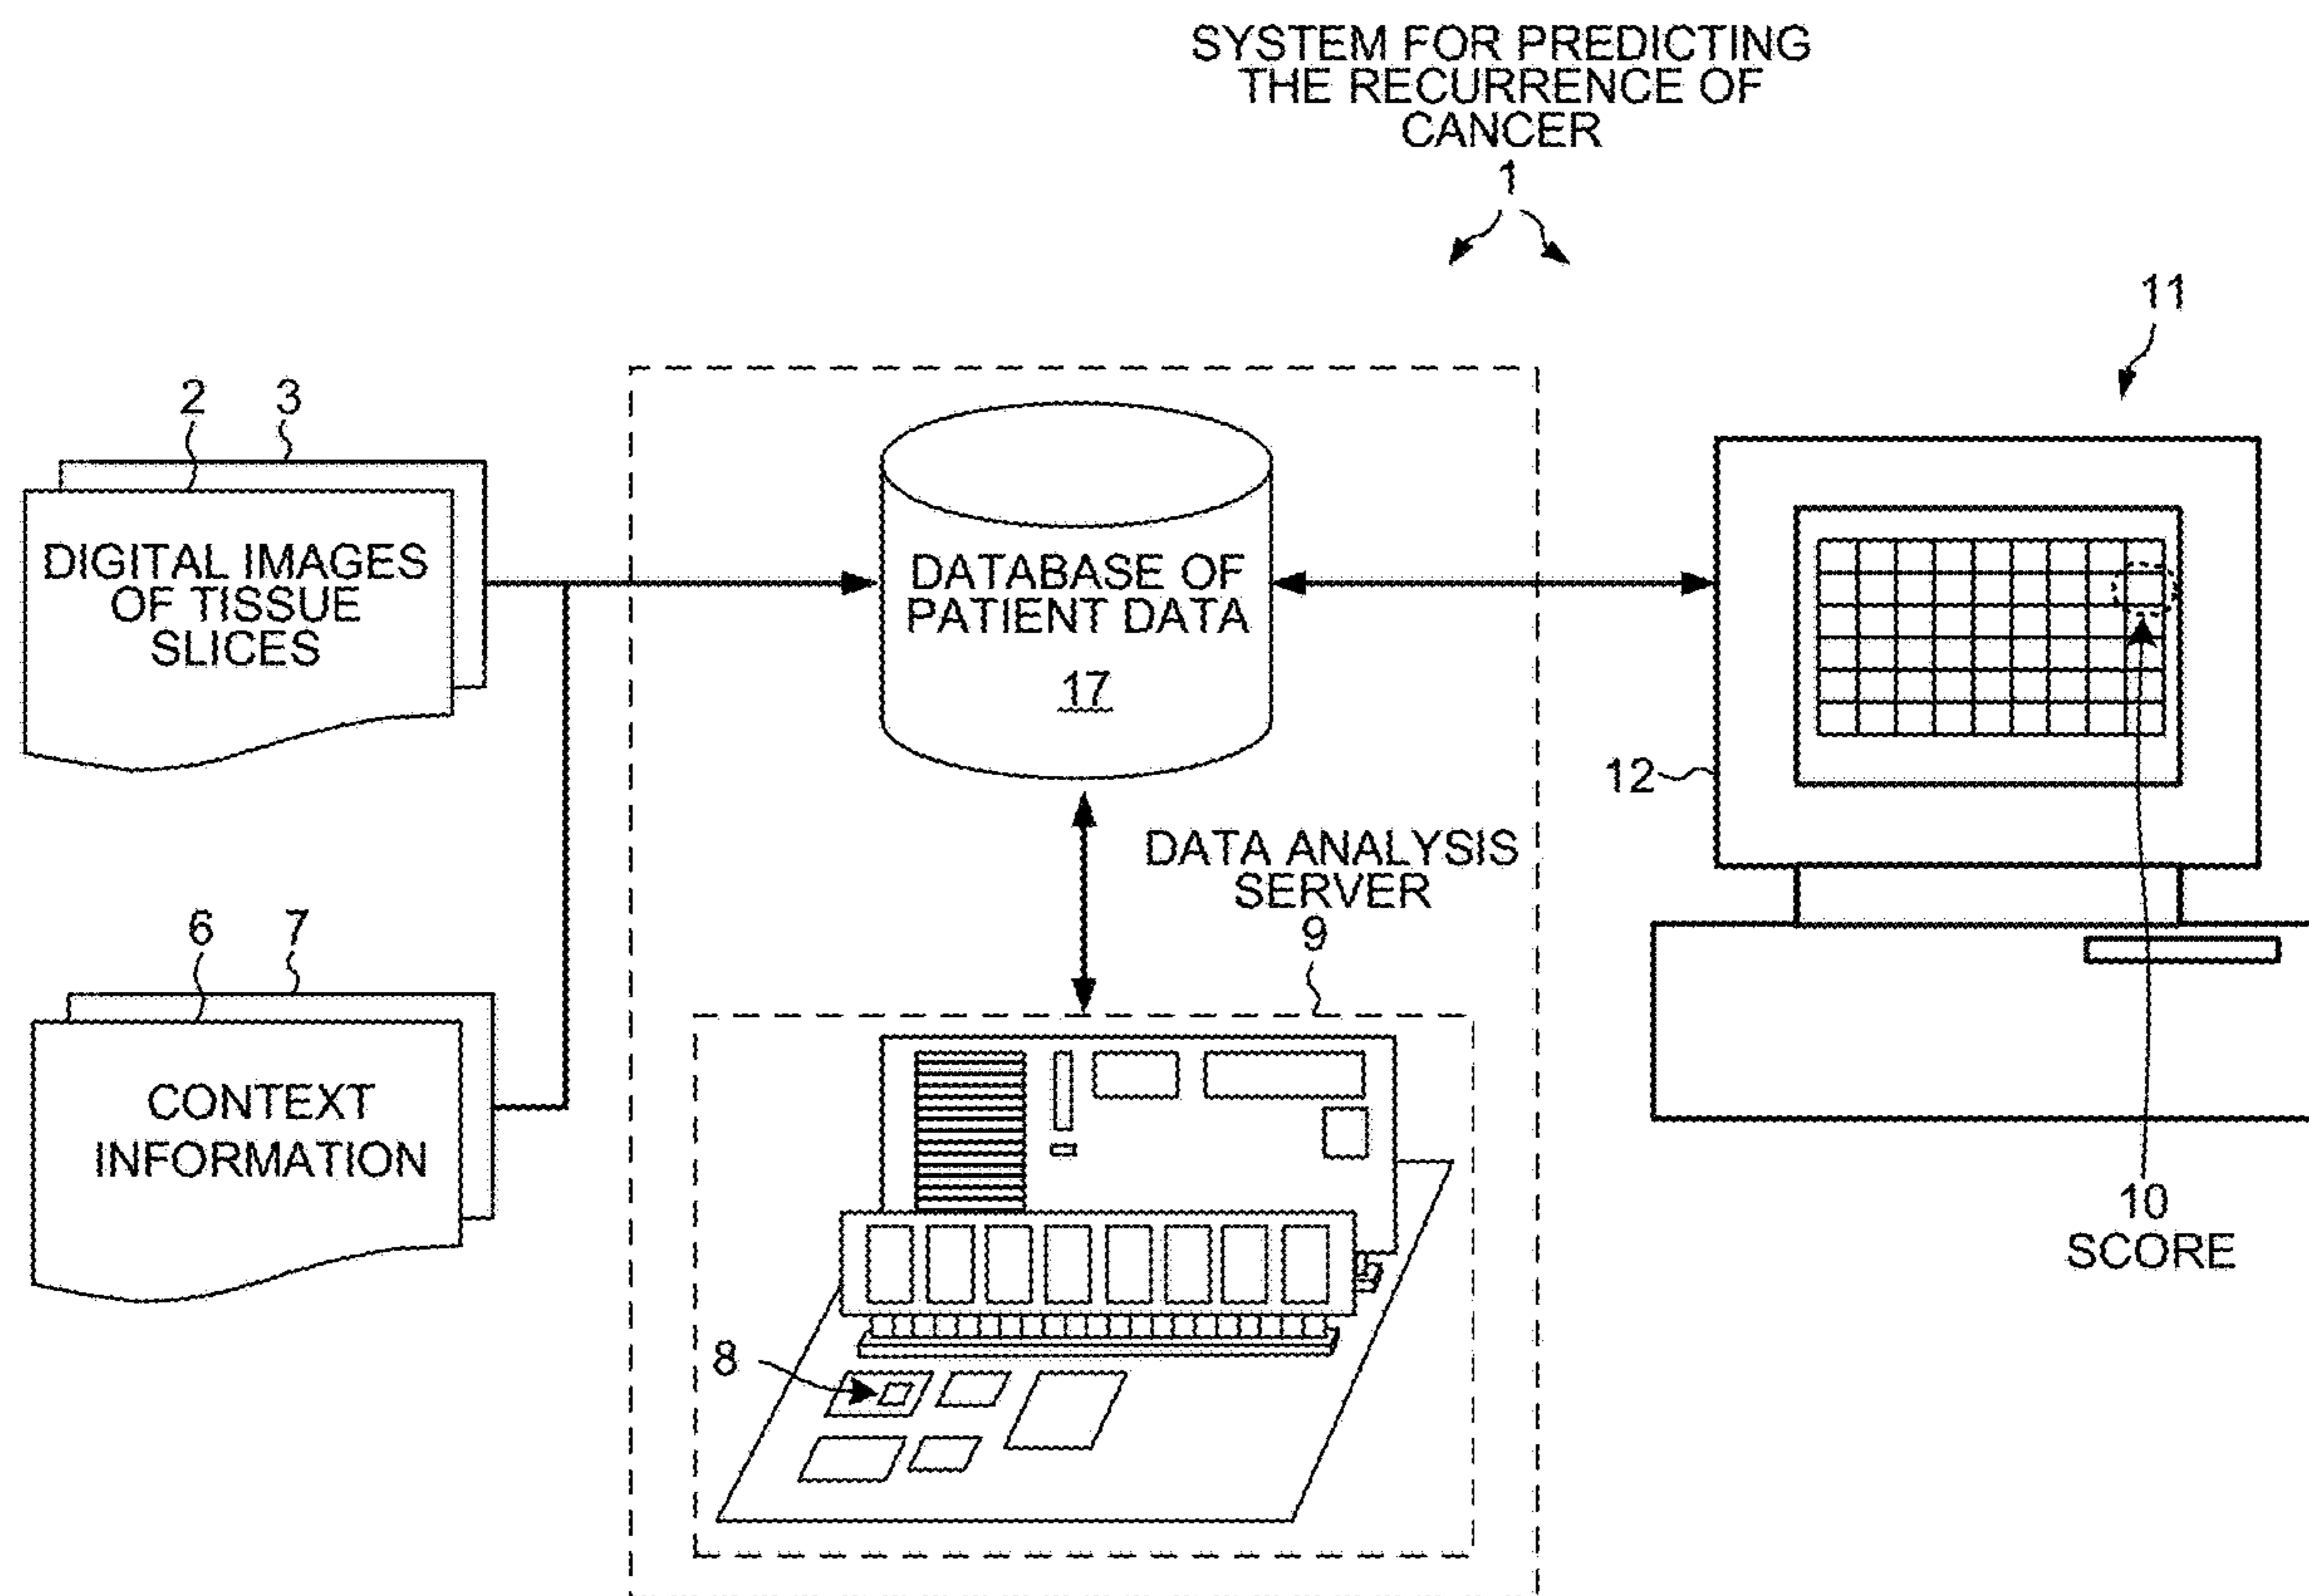 SYSTEM FOR PREDICTING
THE RECURRENCE OF
CANCER
1
11
2
3
DIGITAL IMAGES
OF TISSUE
SLICES
DATABASE OF
PATIENT DATA
17
12
DATA ANALYSIS
SERVER
9
6
7
CONTEXT
INFORMATION
10
SCORE
8